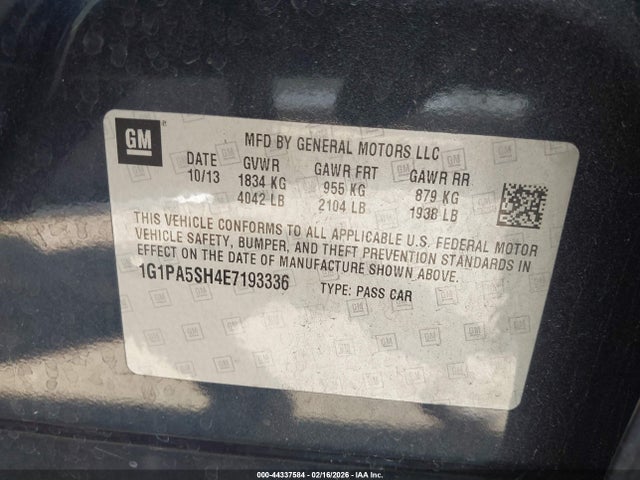 GM
MFD BY GENERAL MOTORS LLC
DATE GVWR GAWR FRT GAWR RR
10/13 1834 KG 955 KG 879 KG
4042 LB 2104 LB 1938 LB
THIS VEHICLE CONFORMS TO ALL APPLICABLE U.S. FEDERAL MOTOR
VEHICLE SAFETY, BUMPER, AND THEFT PREVENTION STANDARDS IN
EFFECT ON THE DATE OF MANUFACTURE SHOWN ABOVE.
1G1PA5SH4E7193336 TYPE: PASS CAR
000-44337584 - 02/16/2026 - IAAI.COM